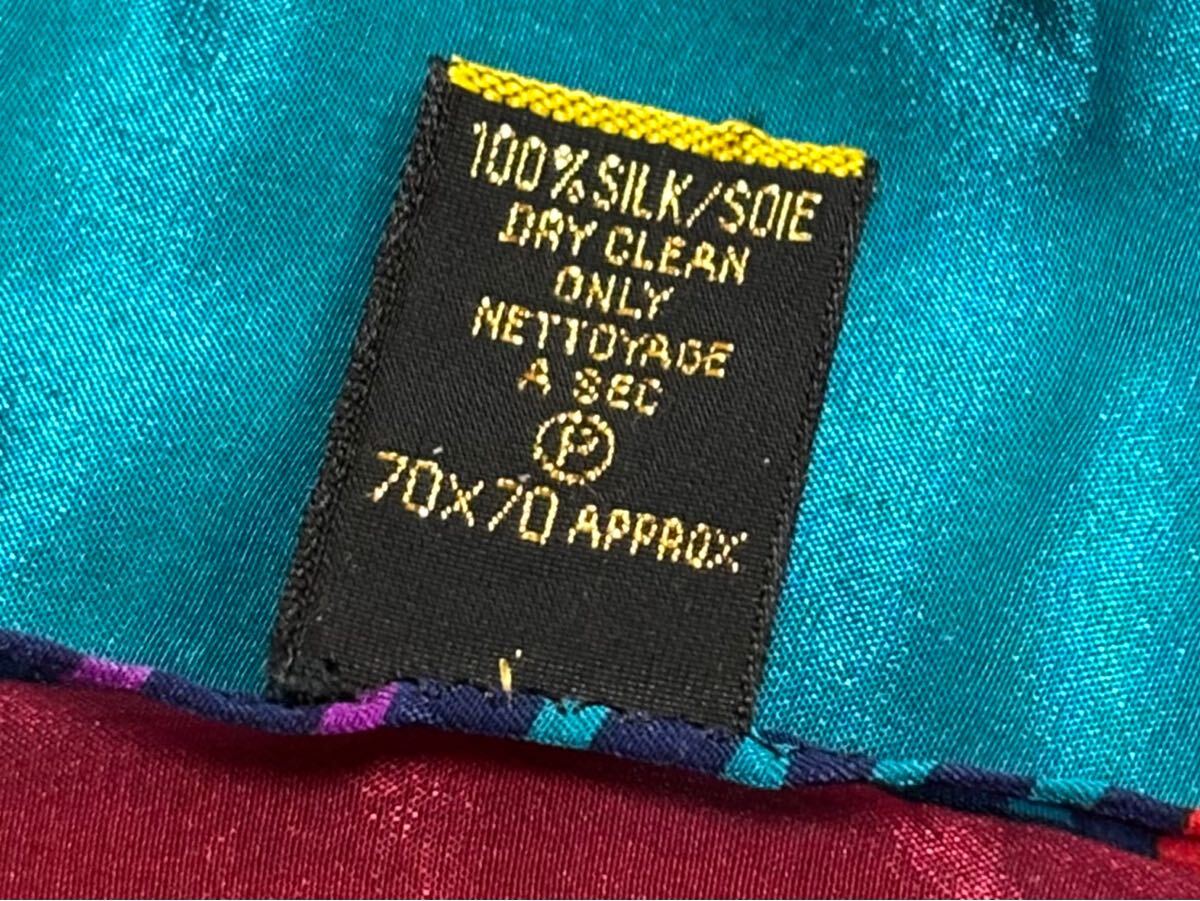 100% SILK/SOIE
DRY CLEAN
ONLY
NETTOYAGE
A SEC
P
70X70 APPROX